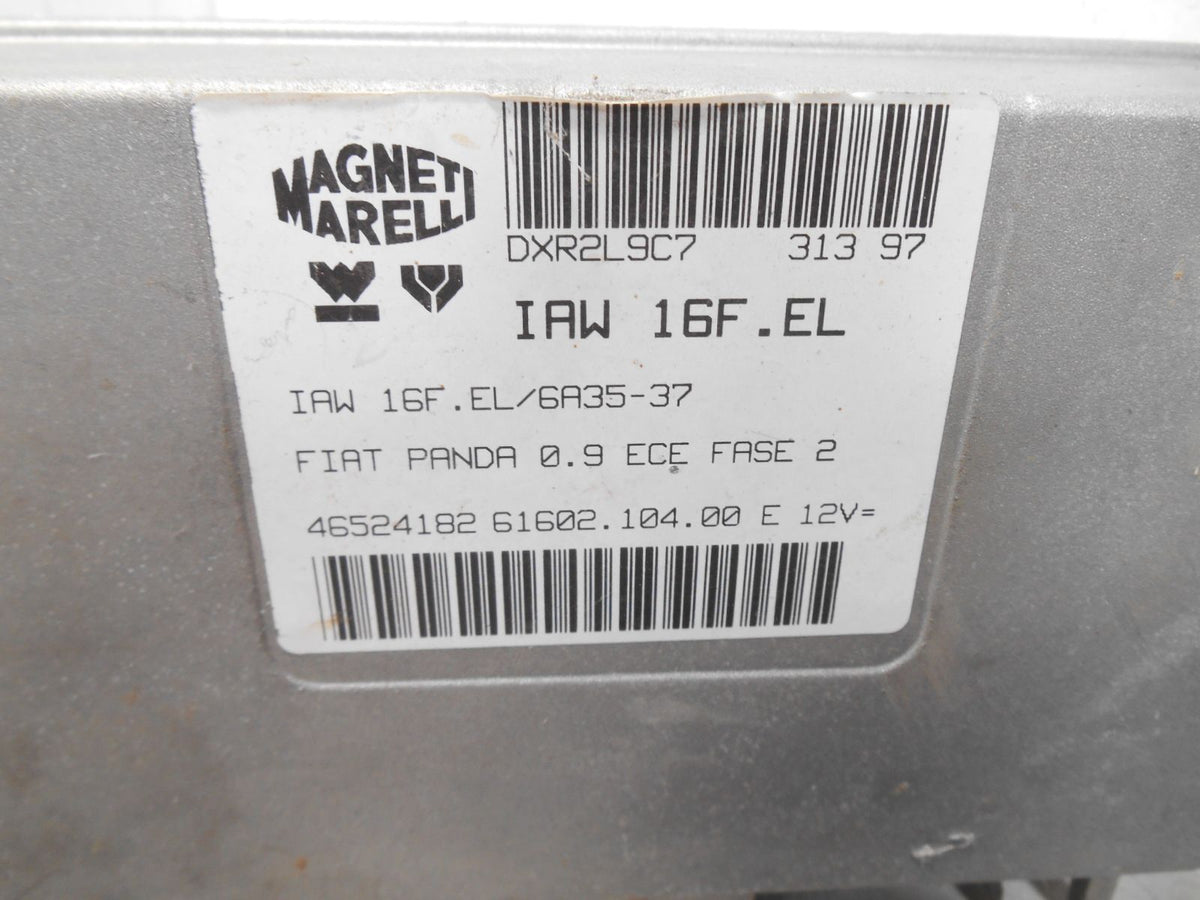 MAGNETI
MARELLI
DXR2L9C7 313 97
IAW 16F.EL
IAW 16F.EL/6A35-37
FIAT PANDA 0.9 ECE FASE 2
46524182 61602.104.00 E 12V=